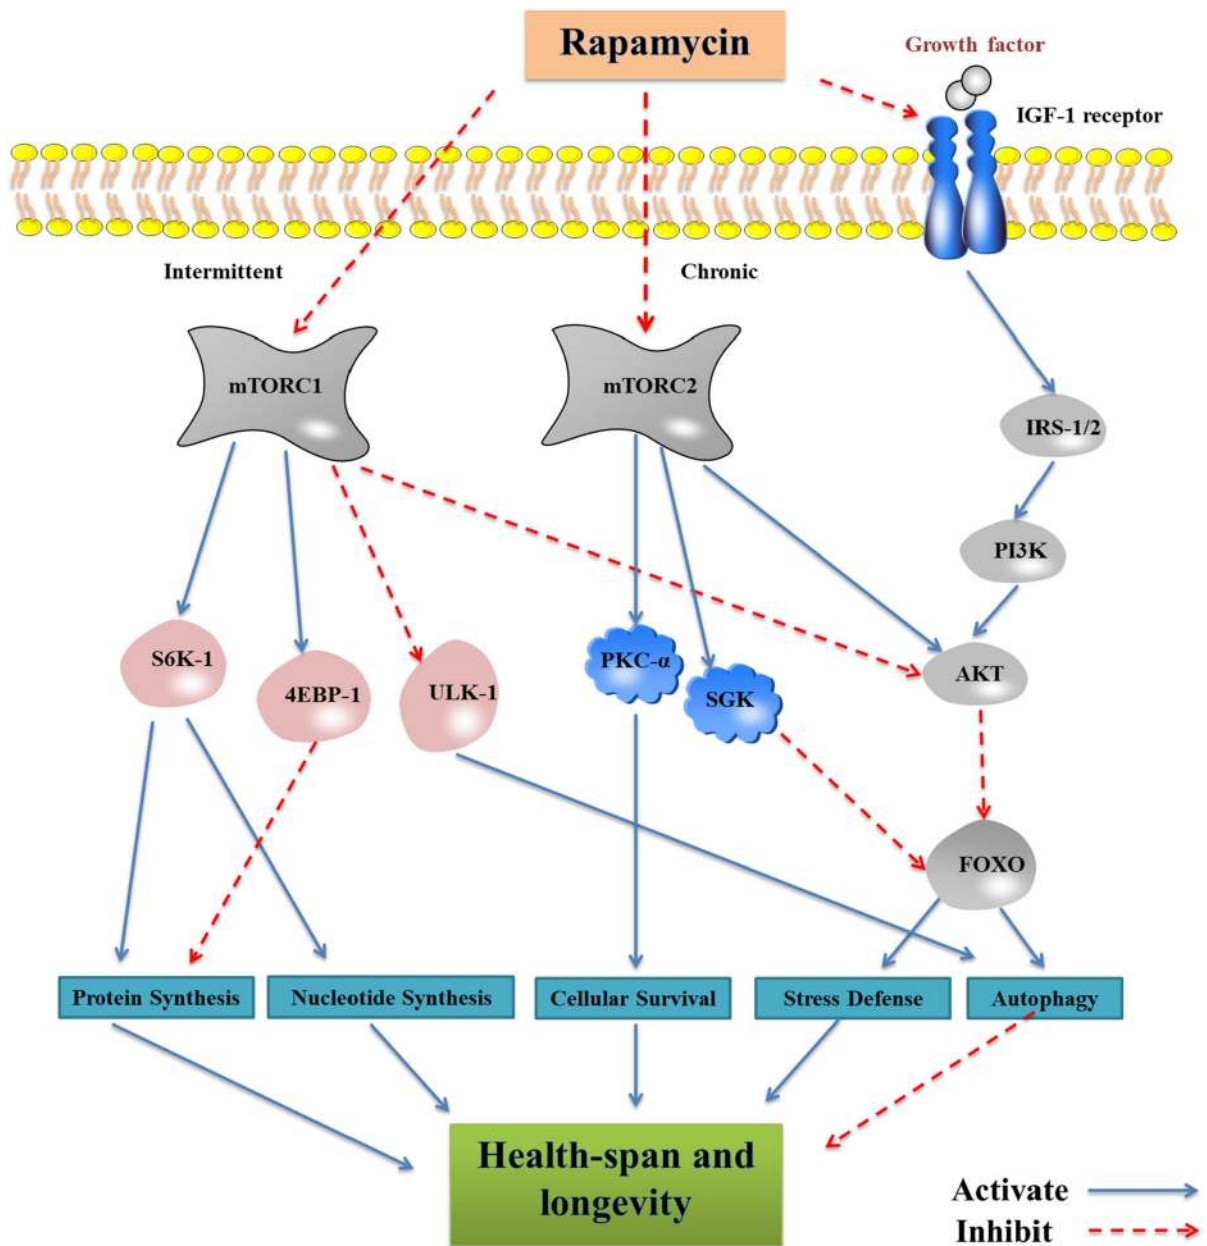 Rapamycin
Growth factor
IGF-1 receptor
Intermittent
Chronic
mTORC1
mTORC2
IRS-1/2
PI3K
S6K-1
4EBP-1
ULK-1
PKC-α
SGK
AKT
FOXO
Protein Synthesis
Nucleotide Synthesis
Cellular Survival
Stress Defense
Autophagy
Health-span and
longevity
Activate
Inhibit